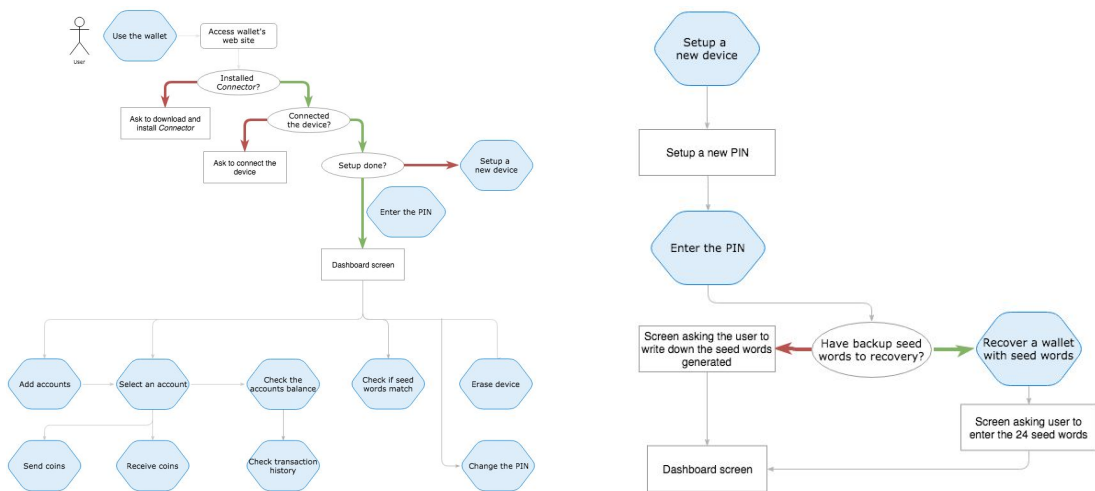 Use the wallet
Access wallet's
web site
User
Installed
Connector?
Ask to download and
install Connector
Connected
the device?
Ask to connect the
device
Setup done?
Setup a
new device
Enter the PIN
Dashboard screen
Add accounts
Select an account
Check the
accounts balance
Check if seed
words match
Erase device
Send coins
Receive coins
Check transaction
history
Change the PIN
Setup a
new device
Setup a new PIN
Enter the PIN
Screen asking the user to
write down the seed words
generated
Have backup seed
words to recovery?
Recover a wallet
with seed words
Screen asking user to
enter the 24 seed words
Dashboard screen